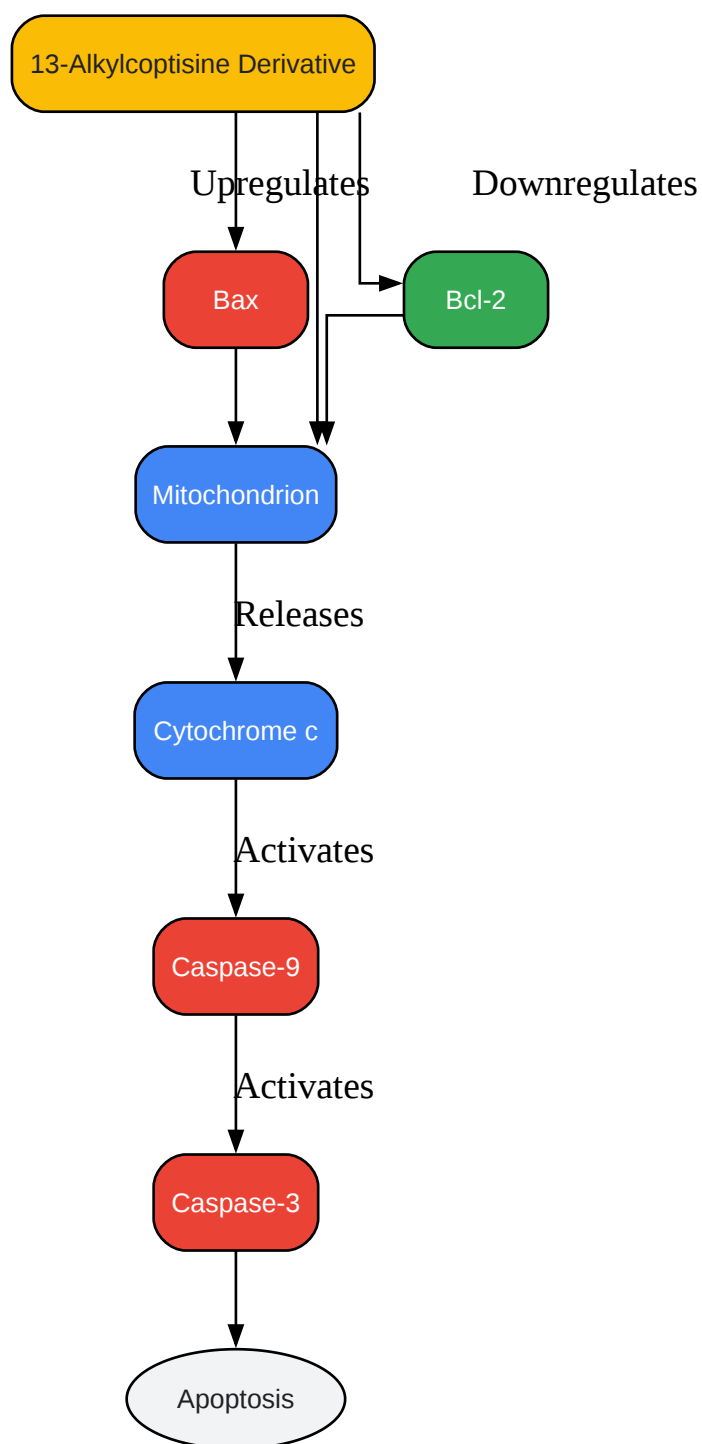 13-Alkylcoptisine Derivative
Upregulates
Downregulates
Bax
Bcl-2
Mitochondrion
Releases
Cytochrome c
Activates
Caspase-9
Activates
Caspase-3
Apoptosis